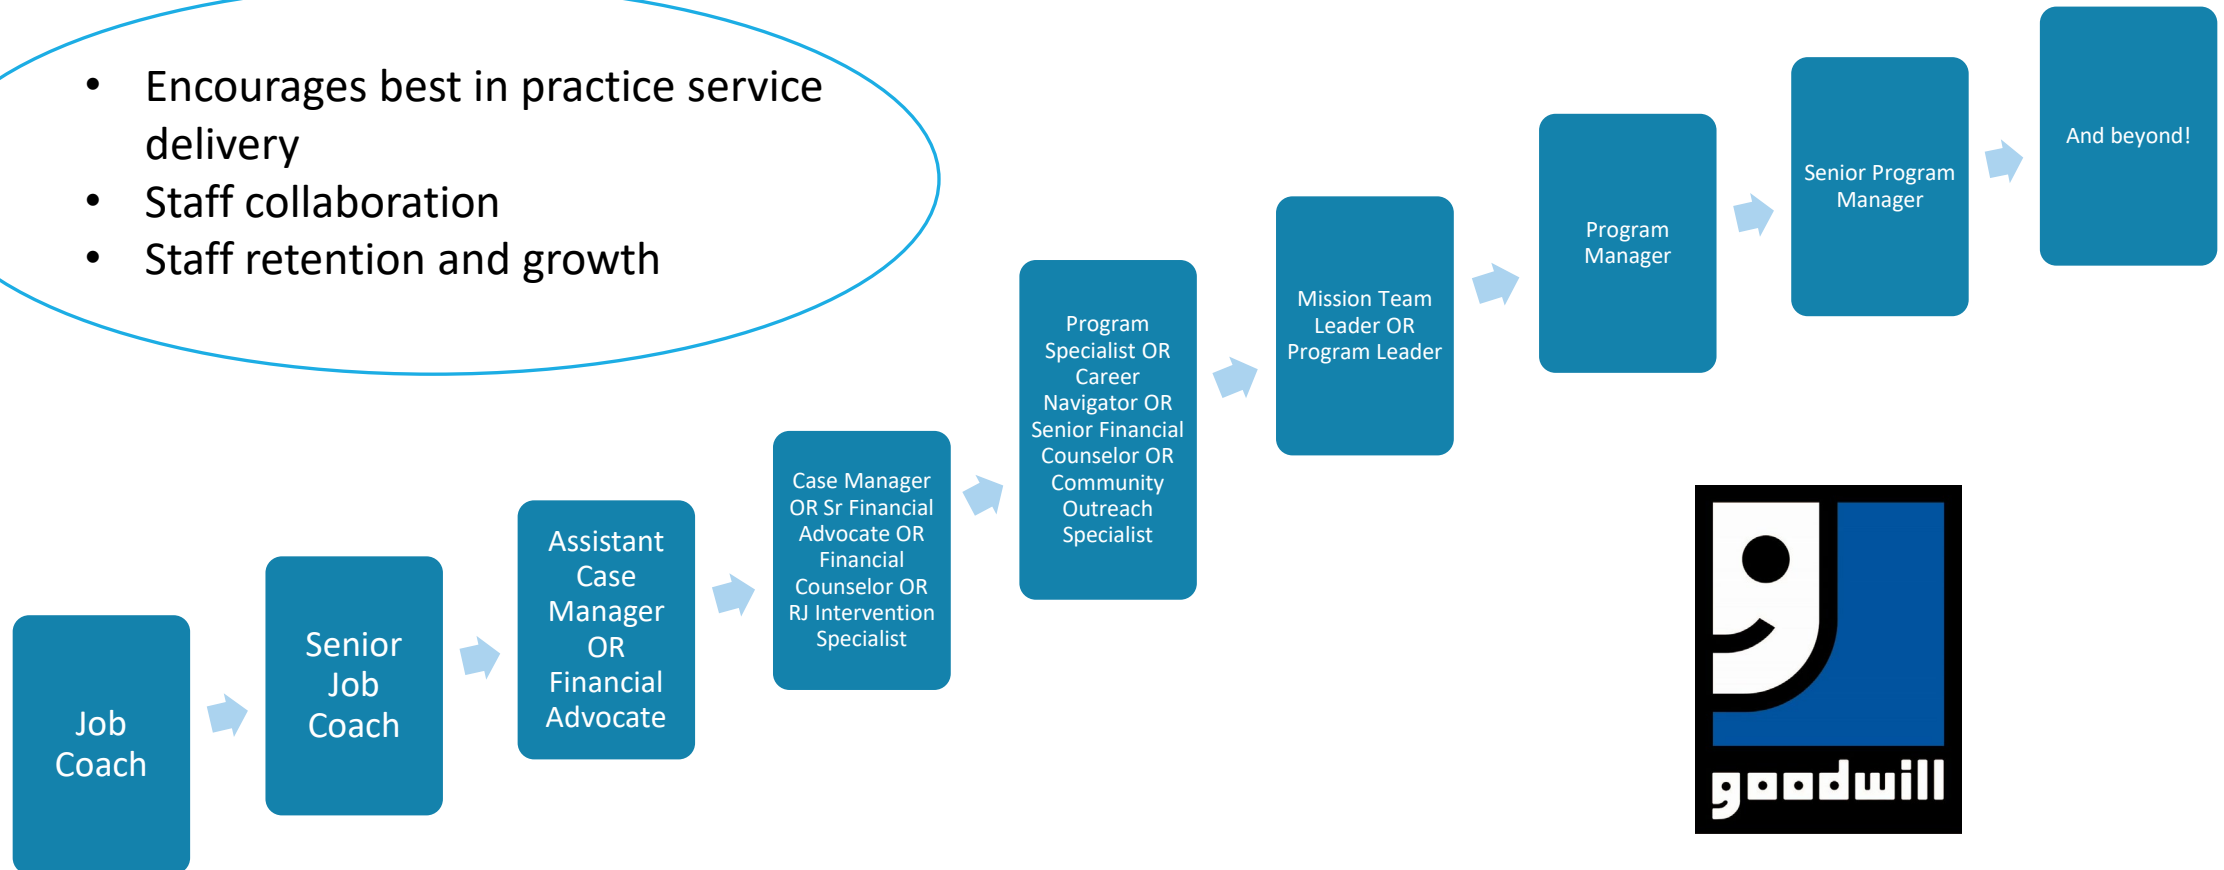 • Encourages best in practice service
delivery
• Staff collaboration
• Staff retention and growth
Job
Coach
Senior
Job
Coach
Assistant
Case
Manager
OR
Financial
Advocate
Case Manager
OR Sr Financial
Advocate OR
Financial
Counselor OR
RJ Intervention
Specialist
Program
Specialist OR
Career
Navigator OR
Senior Financial
Counselor OR
Community
Outreach
Specialist
Mission Team
Leader OR
Program Leader
Program
Manager
Senior Program
Manager
And beyond!
goodwill